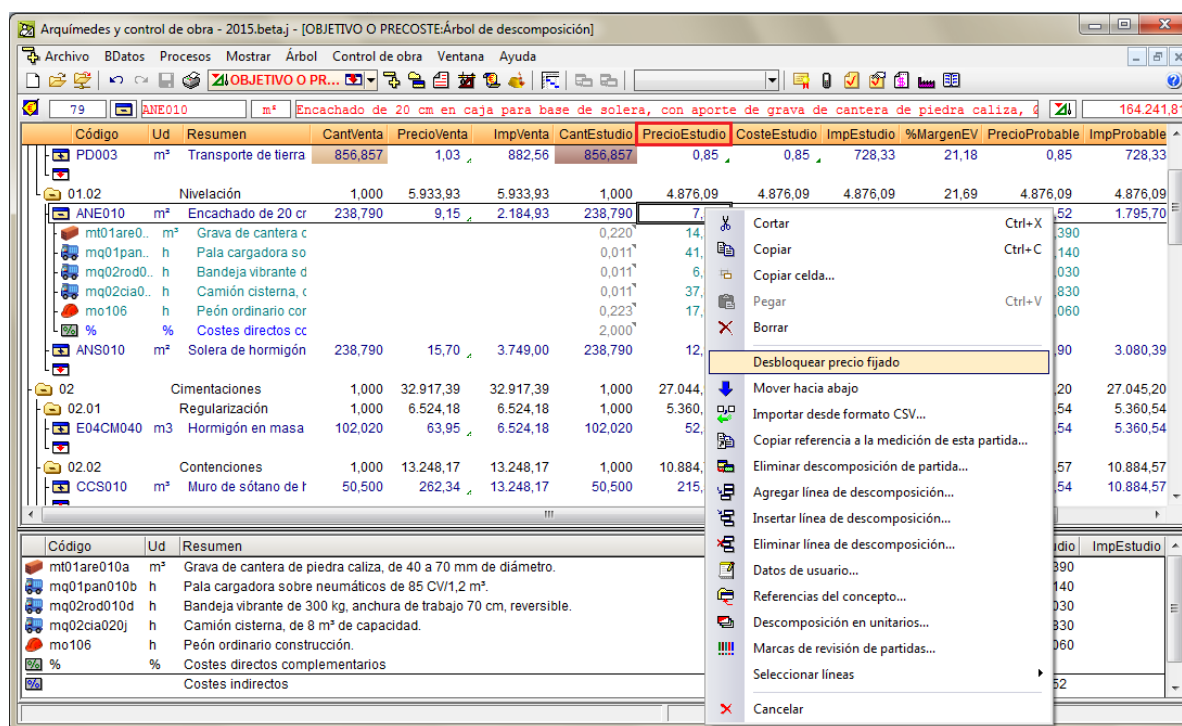 Arquímedes y control de obra - 2015.beta.j - [OBJETIVO O PRECOSTE:Árbol de descomposición]
Archivo BDatos Procesos Mostrar Árbol Control de obra Ventana Ayuda
OBJETIVO O PR...
79 ANE010 m² Encachado de 20 cm en caja para base de solera, con aporte de grava de cantera de piedra caliza, 164.241,81
Código Ud Resumen CantVenta PrecioVenta ImpVenta CantEstudio PrecioEstudio CosteEstudio ImpEstudio %MargenEV PrecioProbable ImpProbable
PD003 m³ Transporte de tierra 856,857 1,03 882,56 856,857 0,85 0,85 728,33 21,18 0,85 728,33
01.02 Nivelación 1,000 5.933,93 5.933,93 1,000 4.876,09 4.876,09 4.876,09 21,69 4.876,09 4.876,09
ANE010 m² Encachado de 20 cr 238,790 9,15 2.184,93 238,790 7, ,52 1.795,70
mt01are0.. m³ Grava de cantera c 0,220 14, ,390
mq01pan.. h Pala cargadora so 0,011 41, ,140
mq02rod0.. h Bandeja vibrante d 0,011 6, ,030
mq02cia0.. h Camión cisterna, c 0,011 37, ,830
mo106 h Peón ordinario cor 0,223 17, ,060
% % Costes directos cc 2,000
ANS010 m² Solera de hormigón 238,790 15,70 3.749,00 238,790 12, ,90 3.080,39
02 Cimentaciones 1,000 32.917,39 32.917,39 1,000 27.044, ,20 27.045,20
02.01 Regularización 1,000 6.524,18 6.524,18 1,000 5.360, ,54 5.360,54
E04CM040 m3 Hormigón en masa 102,020 63,95 6.524,18 102,020 52, ,54 5.360,54
02.02 Contenciones 1,000 13.248,17 13.248,17 1,000 10.884, ,57 10.884,57
CCS010 m³ Muro de sótano de h 50,500 262,34 13.248,17 50,500 215, ,54 10.884,57
Cortar Ctrl+X
Copiar Ctrl+C
Copiar celda...
Pegar Ctrl+V
Borrar
Desbloquear precio fijado
Mover hacia abajo
Importar desde formato CSV...
Copiar referencia a la medición de esta partida...
Eliminar descomposición de partida...
Agregar línea de descomposición...
Insertar línea de descomposición...
Eliminar línea de descomposición...
Datos de usuario...
Referencias del concepto...
Descomposición en unitarios...
Marcas de revisión de partidas...
Seleccionar líneas
Cancelar
Código Ud Resumen udio ImpEstudio
mt01are010a m³ Grava de cantera de piedra caliza, de 40 a 70 mm de diámetro. 390
mq01pan010b h Pala cargadora sobre neumáticos de 85 CV/1,2 m³. 140
mq02rod010d h Bandeja vibrante de 300 kg, anchura de trabajo 70 cm, reversible. 030
mq02cia020j h Camión cisterna, de 8 m³ de capacidad. 830
mo106 h Peón ordinario construcción. 060
% % Costes directos complementarios
% Costes indirectos 52